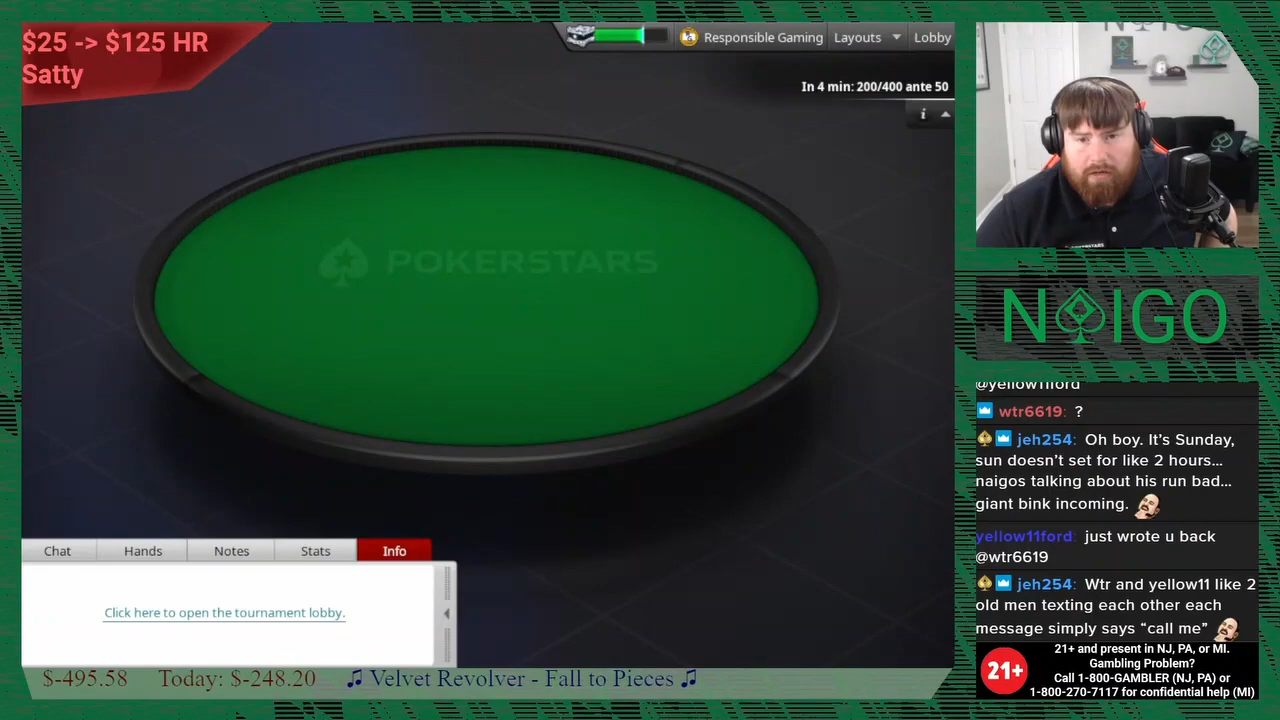 $25 -> $125 HR
Satty
Responsible Gaming
Layouts
Lobby
In 4 min: 200/400 ante 50
i
POKERSTARS
Chat
Hands
Notes
Stats
Info
Click here to open the tournament lobby.
$-495.58
♫ Velvet Revolver - Fall to Pieces ♫
NAIGO
@yellow11ford
wtr6619: ?
jeh254: Oh boy. It’s Sunday,
sun doesn’t set for like 2 hours...
naigos talking about his run bad...
giant bink incoming.
yellow11ford: just wrote u back
@wtr6619
jeh254: Wtr and yellow11 like 2
old men texting each other each
message simply says “call me”
21+
21+ and present in NJ, PA, or MI
Gambling Problem?
Call 1-800-GAMBLER (NJ, PA) or
1-800-270-7117 for confidential help (MI)